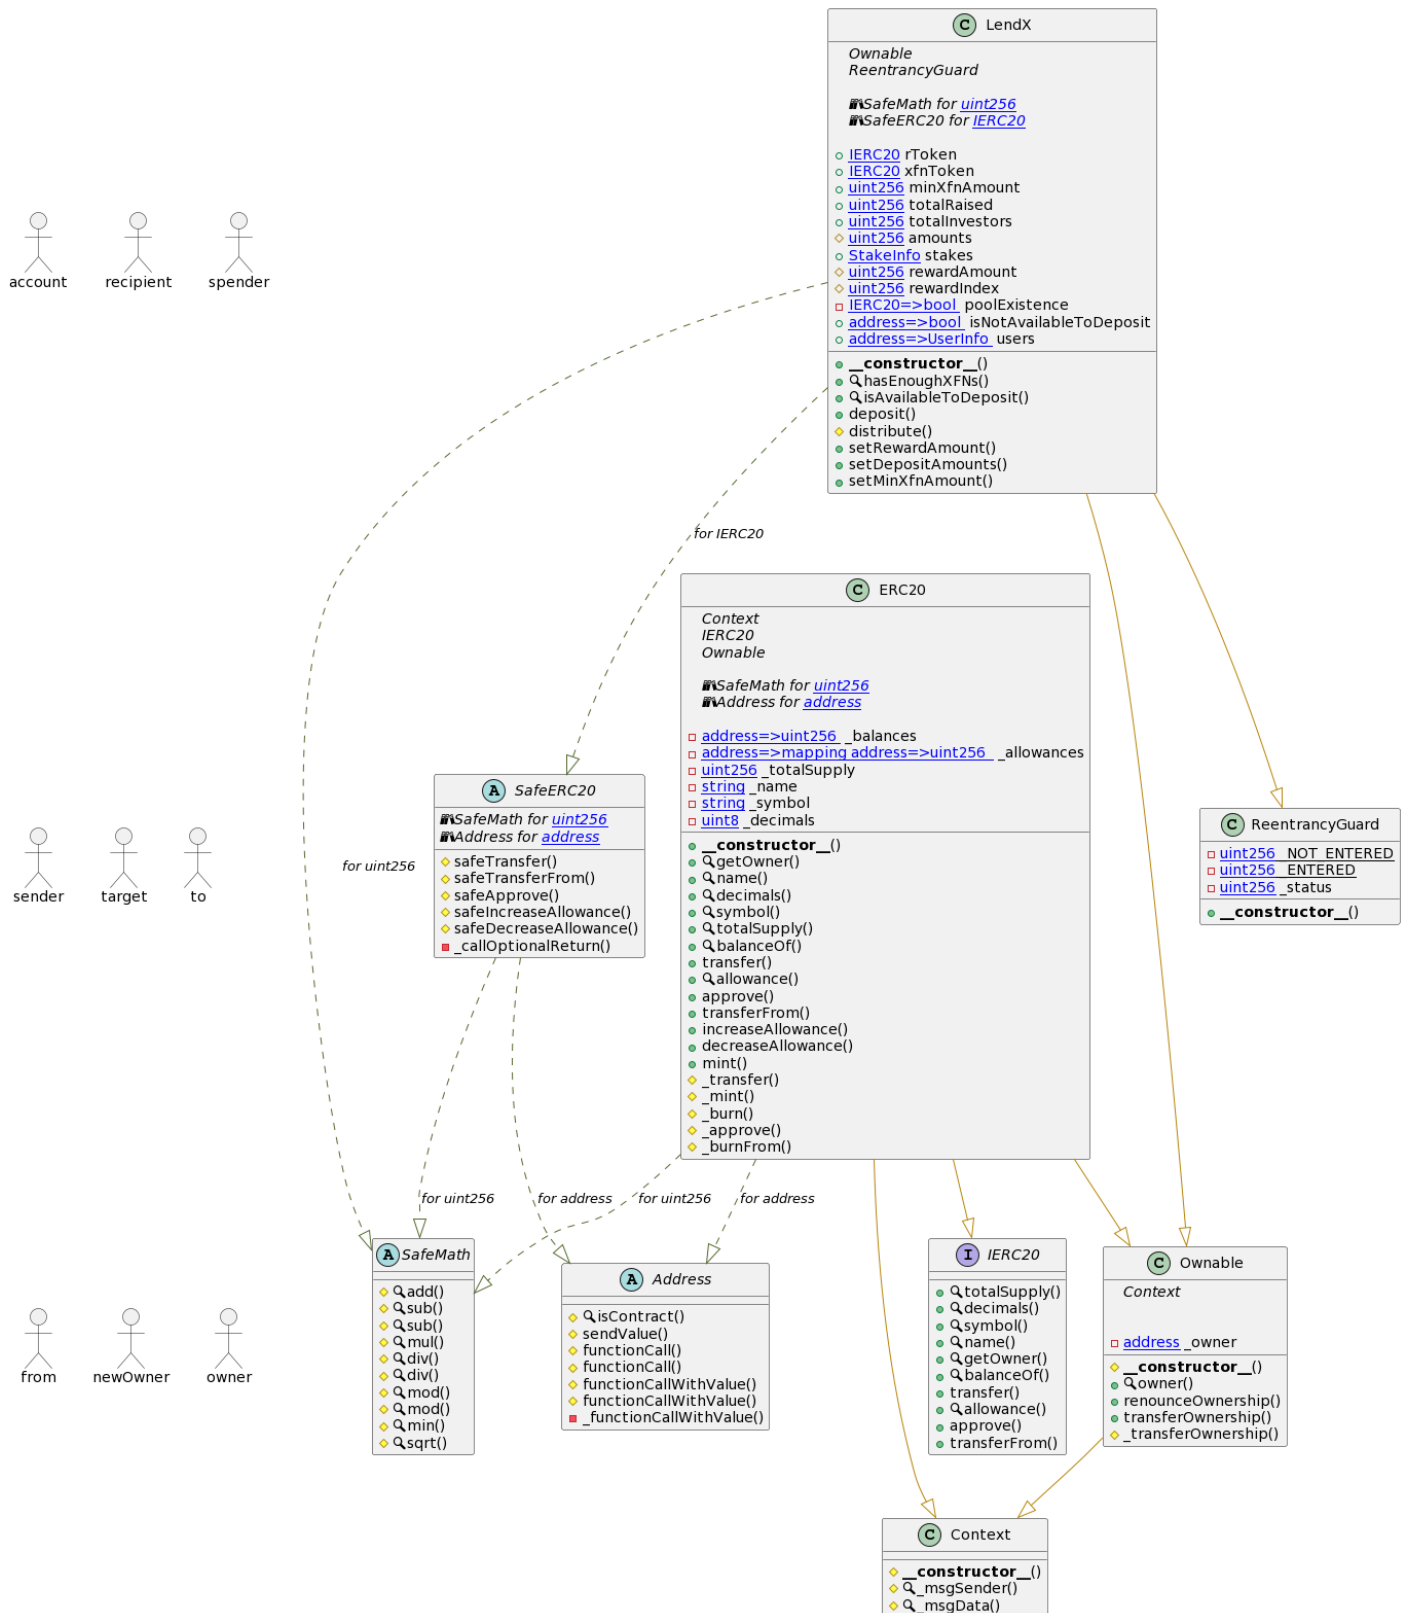 LendX
Ownable
ReentrancyGuard
SafeMath for uint256
SafeERC20 for IERC20
IERC20 rToken
IERC20 xfnToken
uint256 minXfnAmount
uint256 totalRaised
uint256 totalInvestors
uint256 amounts
StakeInfo stakes
uint256 rewardAmount
uint256 rewardIndex
IERC20=>bool poolExistence
address=>bool isNotAvailableToDeposit
address=>UserInfo users
__constructor__()
hasEnoughXFNs()
isAvailableToDeposit()
deposit()
distribute()
setRewardAmount()
setDepositAmounts()
setMinXfnAmount()
account
recipient
spender
for IERC20
ERC20
Context
IERC20
Ownable
SafeMath for uint256
Address for address
address=>uint256 _balances
address=>mapping address=>uint256 _allowances
uint256 _totalSupply
string _name
string _symbol
uint8 _decimals
__constructor__()
getOwner()
name()
decimals()
symbol()
totalSupply()
balanceOf()
transfer()
allowance()
approve()
transferFrom()
increaseAllowance()
decreaseAllowance()
mint()
_transfer()
_mint()
_burn()
_approve()
_burnFrom()
SafeERC20
SafeMath for uint256
Address for address
safeTransfer()
safeTransferFrom()
safeApprove()
safeIncreaseAllowance()
safeDecreaseAllowance()
_callOptionalReturn()
ReentrancyGuard
uint256 _NOT_ENTERED
uint256 _ENTERED
uint256 _status
__constructor__()
sender
target
to
for uint256
for uint256
for address
for uint256
for address
SafeMath
add()
sub()
sub()
mul()
div()
div()
mod()
mod()
min()
sqrt()
Address
isContract()
sendValue()
functionCall()
functionCall()
functionCallWithValue()
functionCallWithValue()
_functionCallWithValue()
IERC20
totalSupply()
decimals()
symbol()
name()
getOwner()
balanceOf()
transfer()
allowance()
approve()
transferFrom()
Ownable
Context
address _owner
__constructor__()
owner()
renounceOwnership()
transferOwnership()
_transferOwnership()
from
newOwner
owner
Context
__constructor__()
_msgSender()
_msgData()